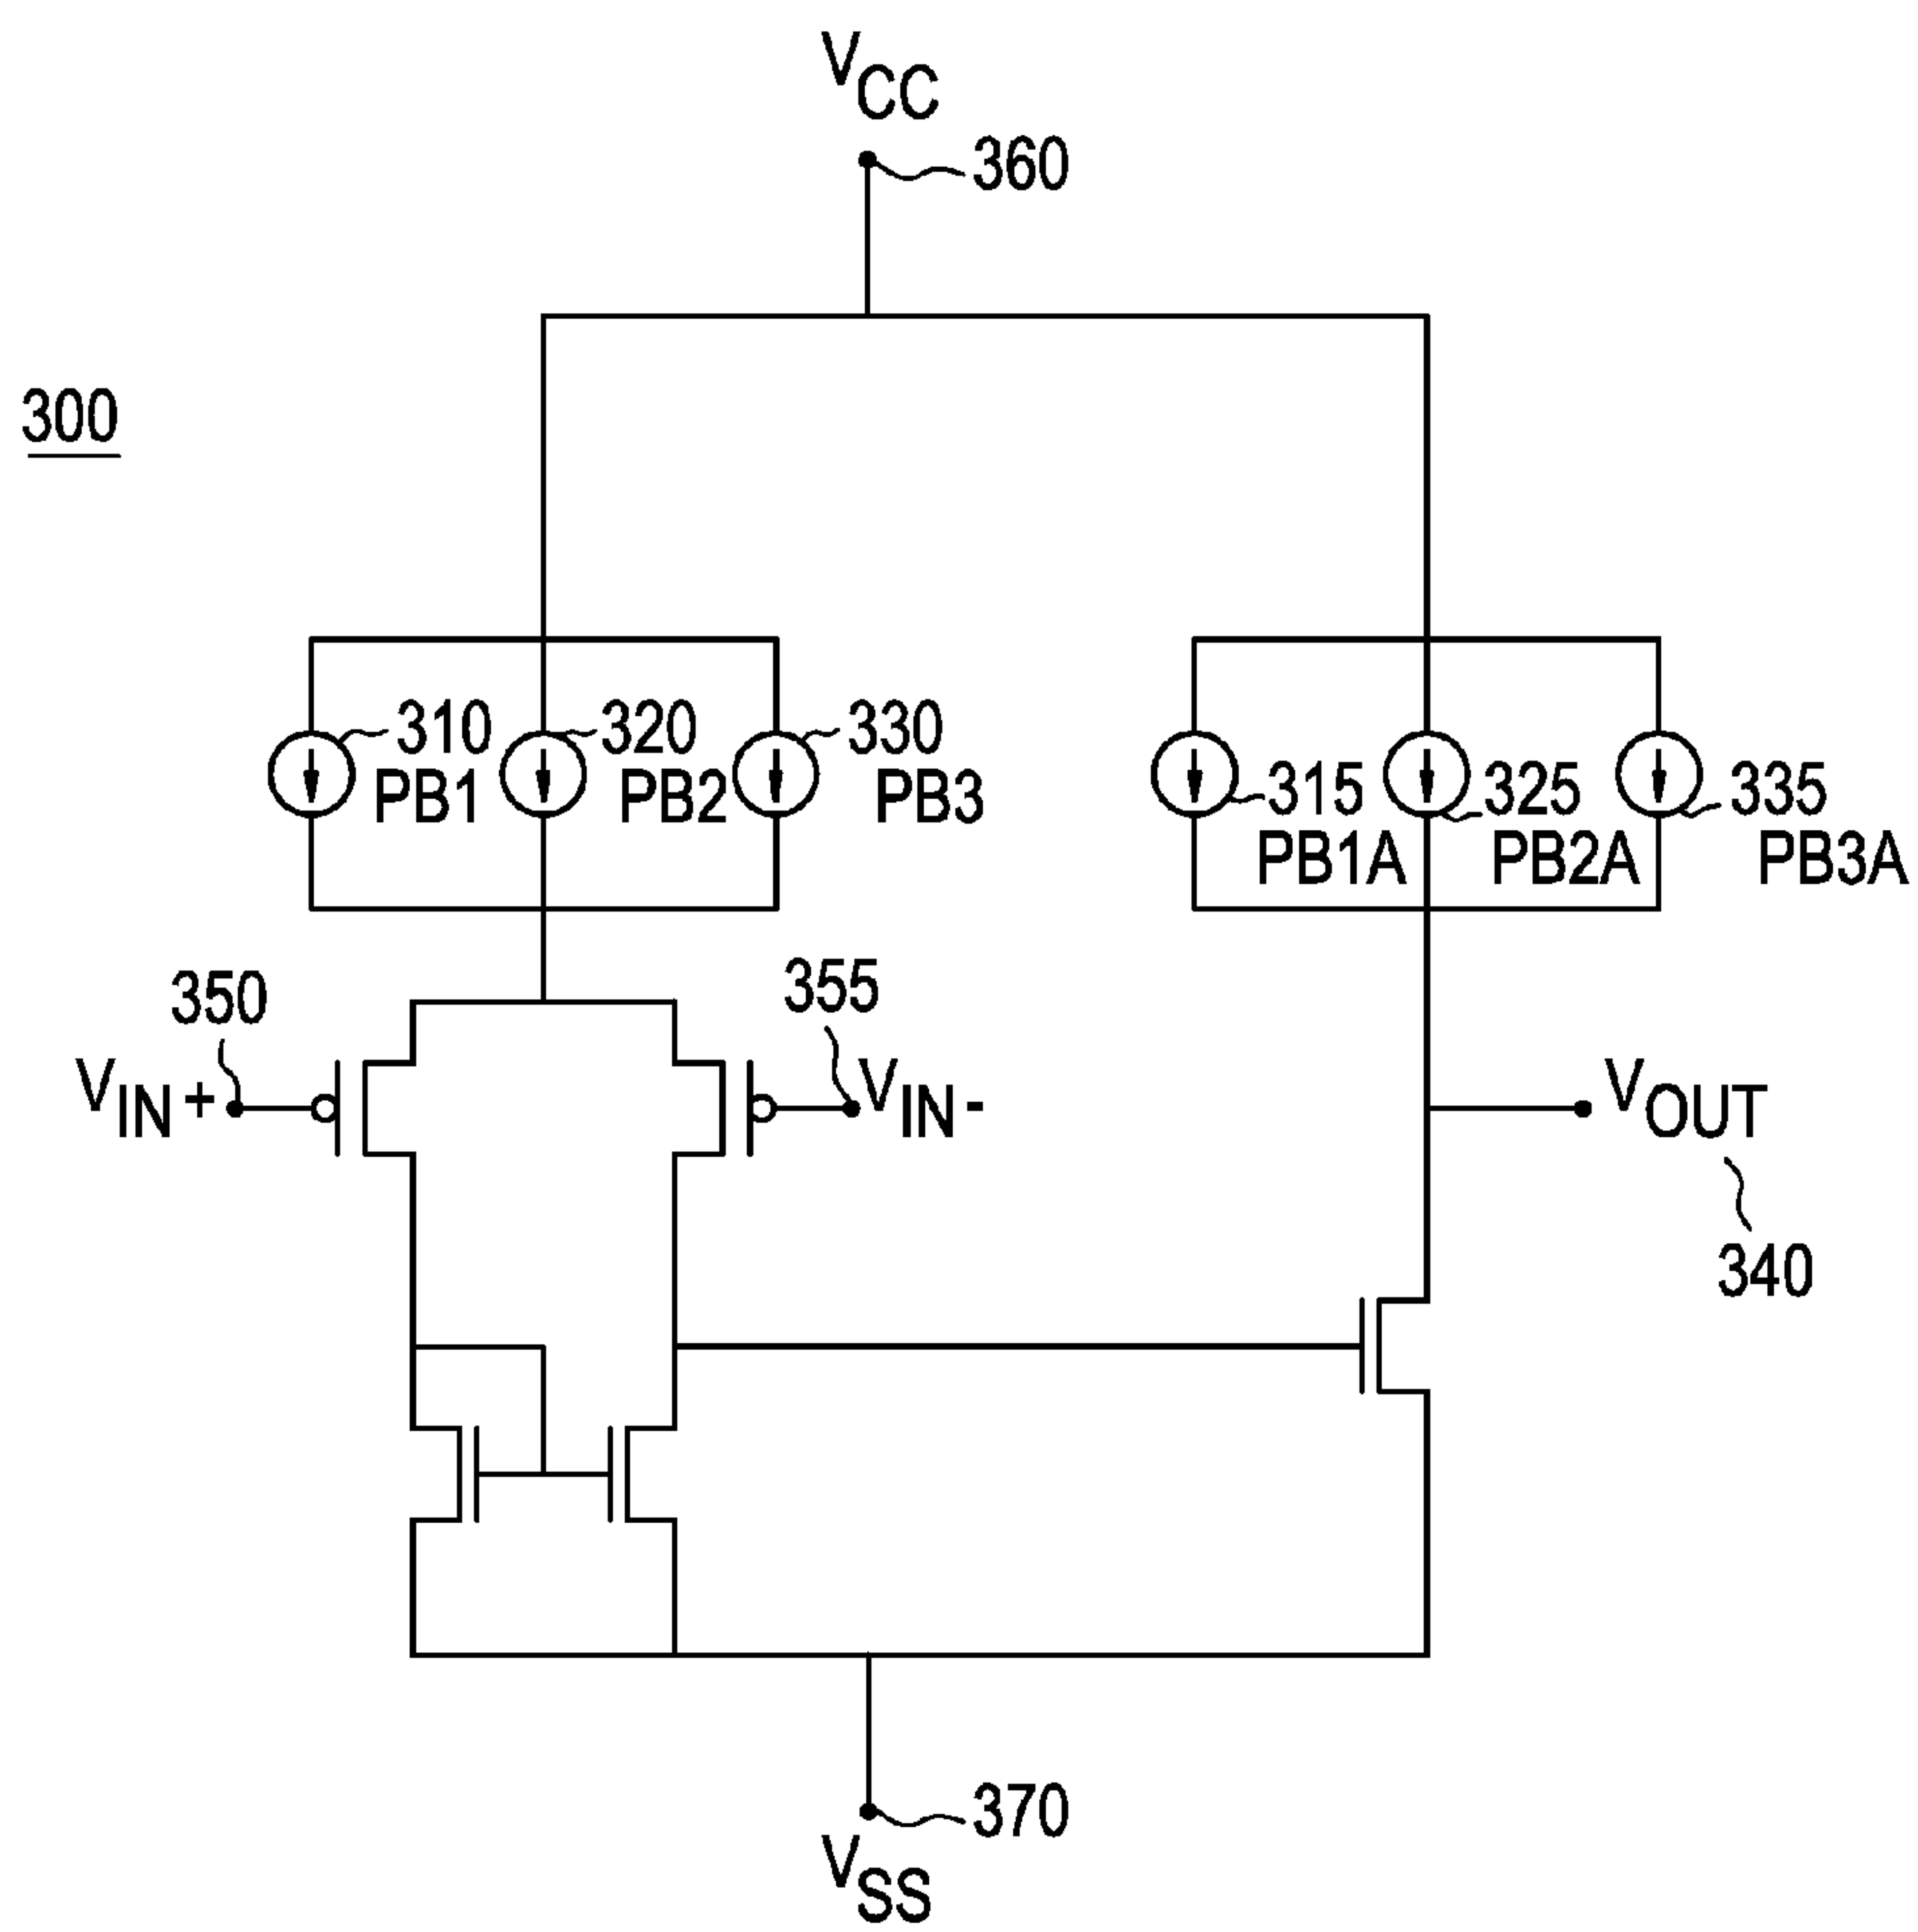 VCC
360
300
310
PB1
320
PB2
330
PB3
315
PB1A
325
PB2A
335
PB3A
350
VIN+
355
VIN-
VOUT
340
370
VSS